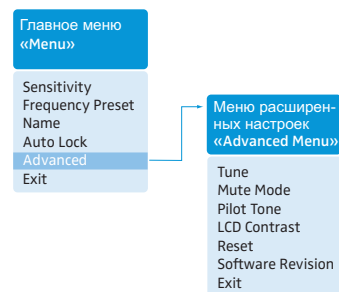 Главное меню
«Menu»
Sensitivity
Frequency Preset
Name
Auto Lock
Advanced
Exit
Меню расширен-
ных настроек
«Advanced Menu»
Tune
Mute Mode
Pilot Tone
LCD Contrast
Reset
Software Revision
Exit